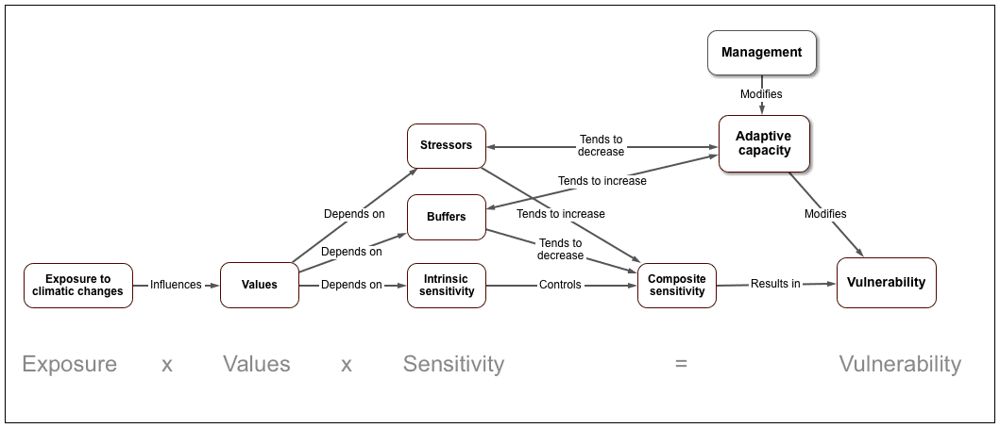 Management
Modifies
Adaptive
capacity
Stressors
Tends to
decrease
Tends to increase
Depends on
Buffers
Tends to increase
Modifies
Depends on
Tends to
decrease
Exposure to
climatic changes
Influences
Values
Depends on
Intrinsic
sensitivity
Controls
Composite
sensitivity
Results in
Vulnerability
Exposure x Values x Sensitivity = Vulnerability